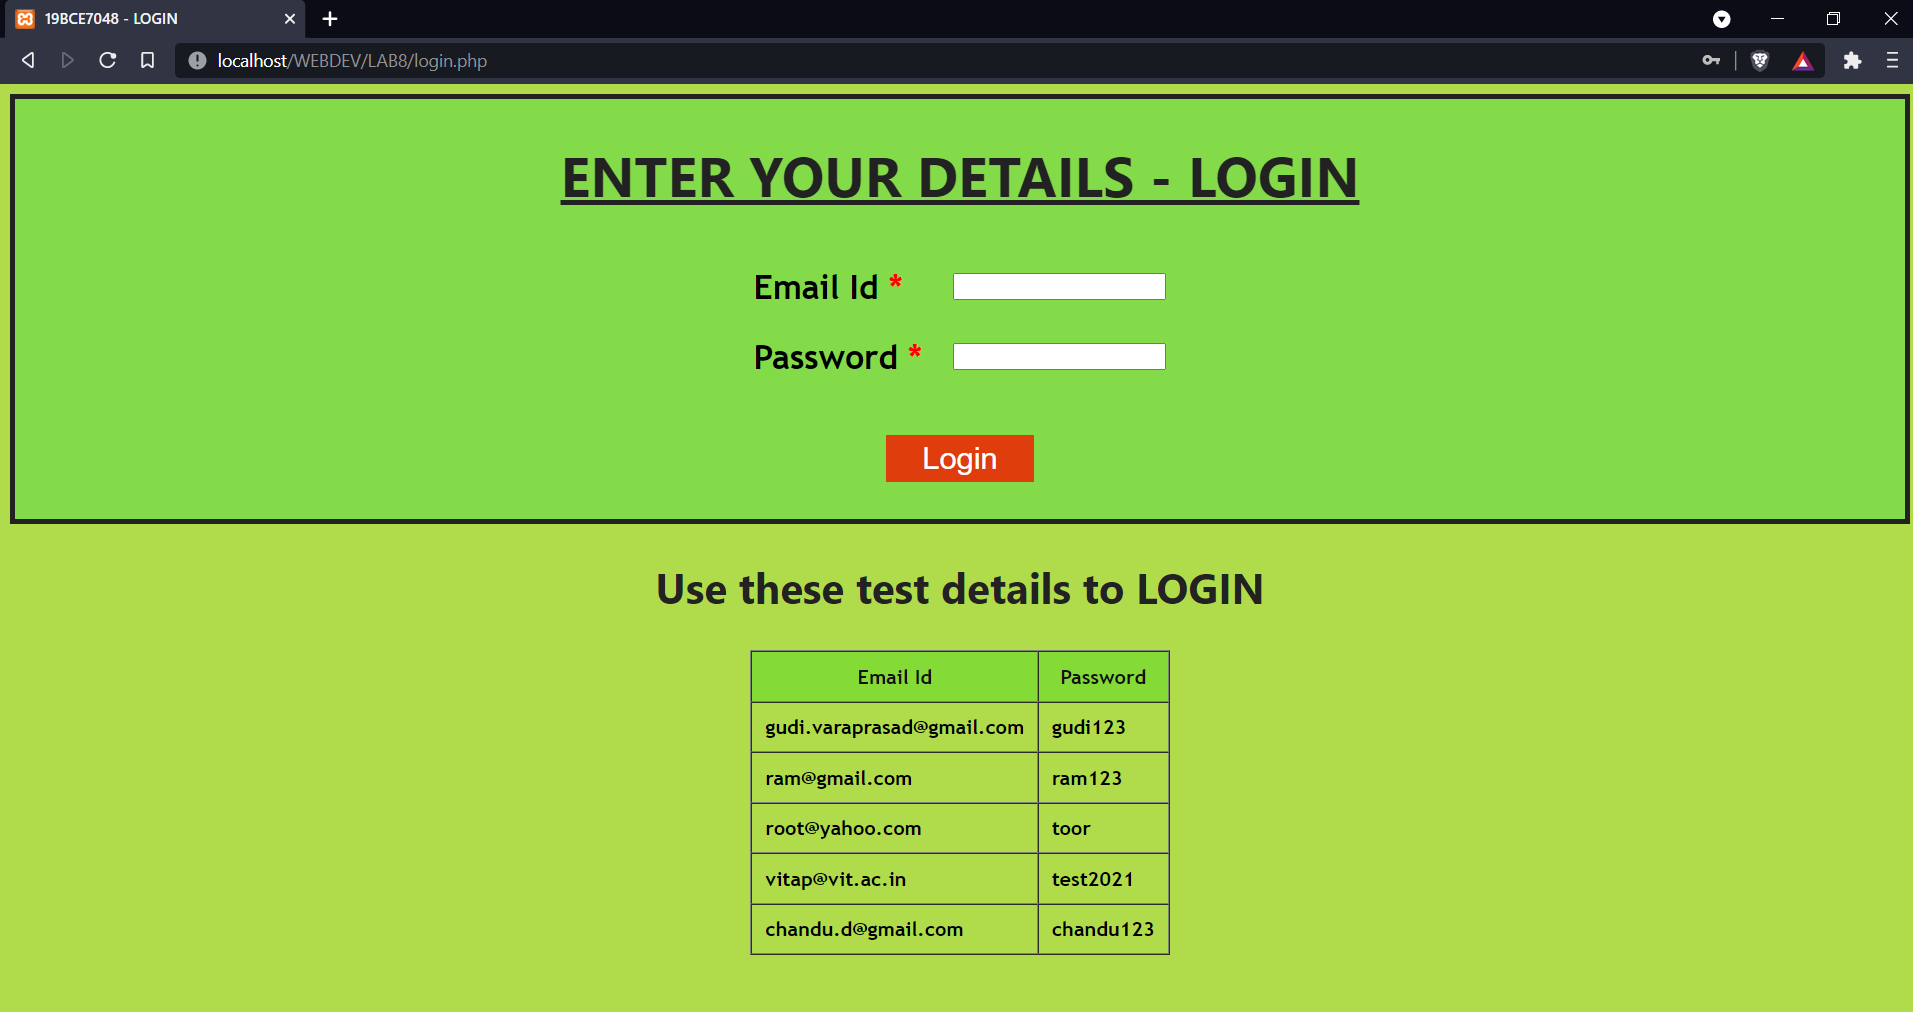 19BCE7048 - LOGIN
localhost/WEBDEV/LAB8/login.php
ENTER YOUR DETAILS - LOGIN
Email Id *
Password *
Login
Use these test details to LOGIN
Email Id Password
gudi.varaprasad@gmail.com gudi123
ram@gmail.com ram123
root@yahoo.com toor
vitap@vit.ac.in test2021
chandu.d@gmail.com chandu123